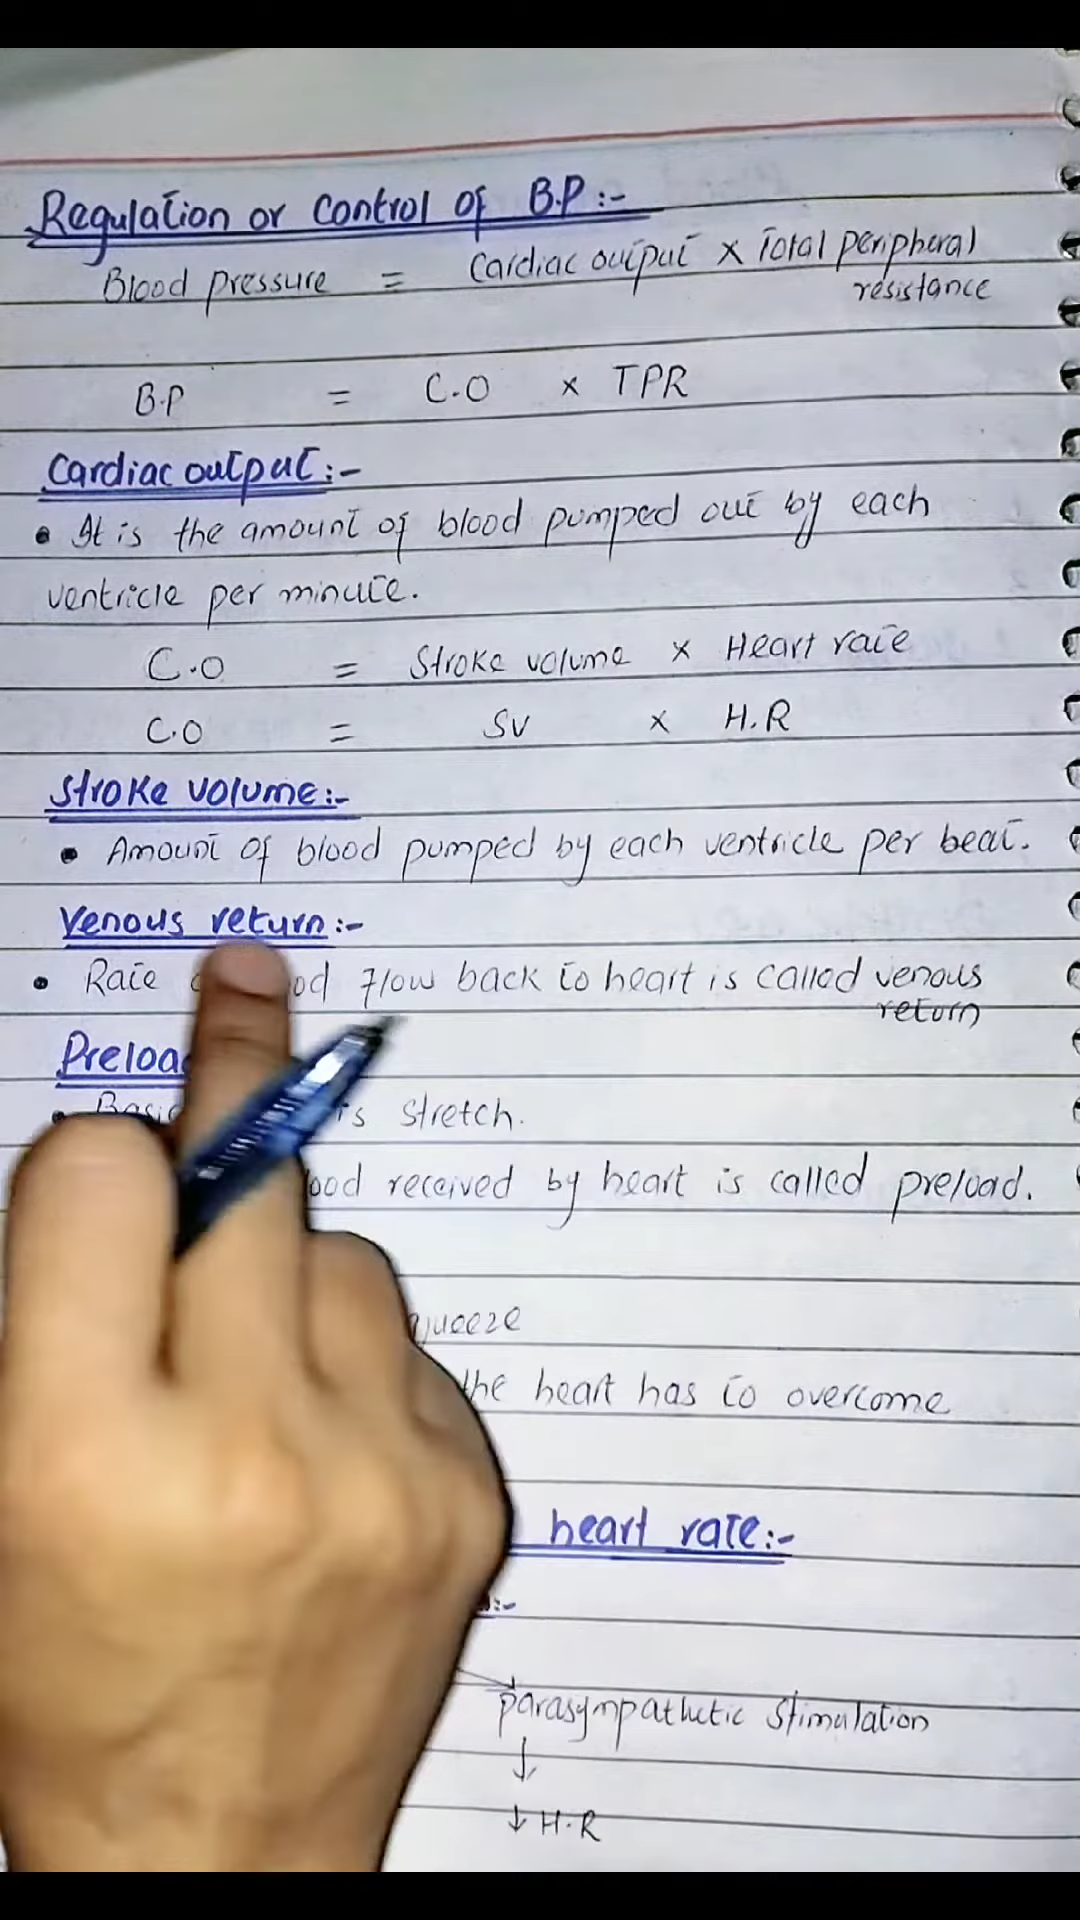 Regulation or control of B.P:-
Blood pressure = Cardiac output × Total peripheral
resistance
B.P = C.O × TPR
Cardiac output:-
• It is the amount of blood pumped out by each
ventricle per minute.
C.O = Stroke volume × Heart rate
C.O = SV × H.R
Stroke volume:-
• Amount of blood pumped by each ventricle per beat.
Venous return:-
• Rate flow back to heart is called venous
return
• is stretch.
received by heart is called preload.
the heart has to overcome
heart rate:-
parasympathetic stimulation
↓
↓ H.R